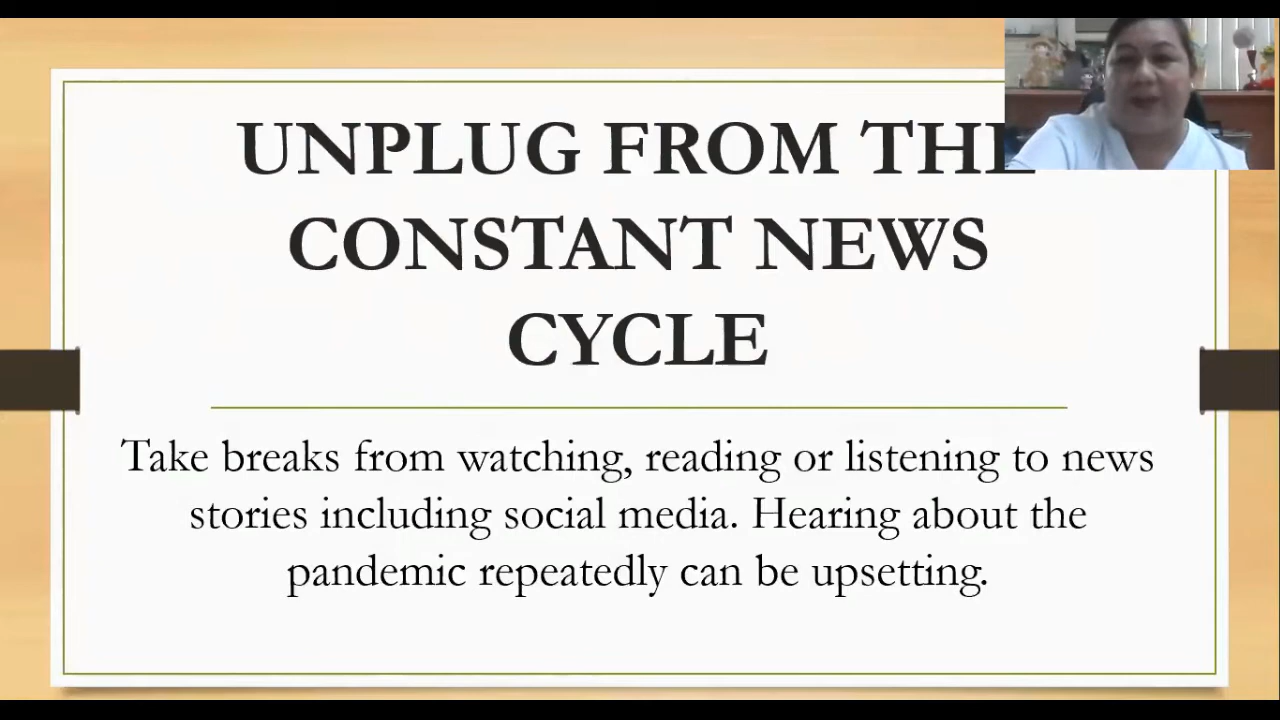 UNPLUG FROM THE
CONSTANT NEWS
CYCLE
Take breaks from watching, reading or listening to news
stories including social media. Hearing about the
pandemic repeatedly can be upsetting.